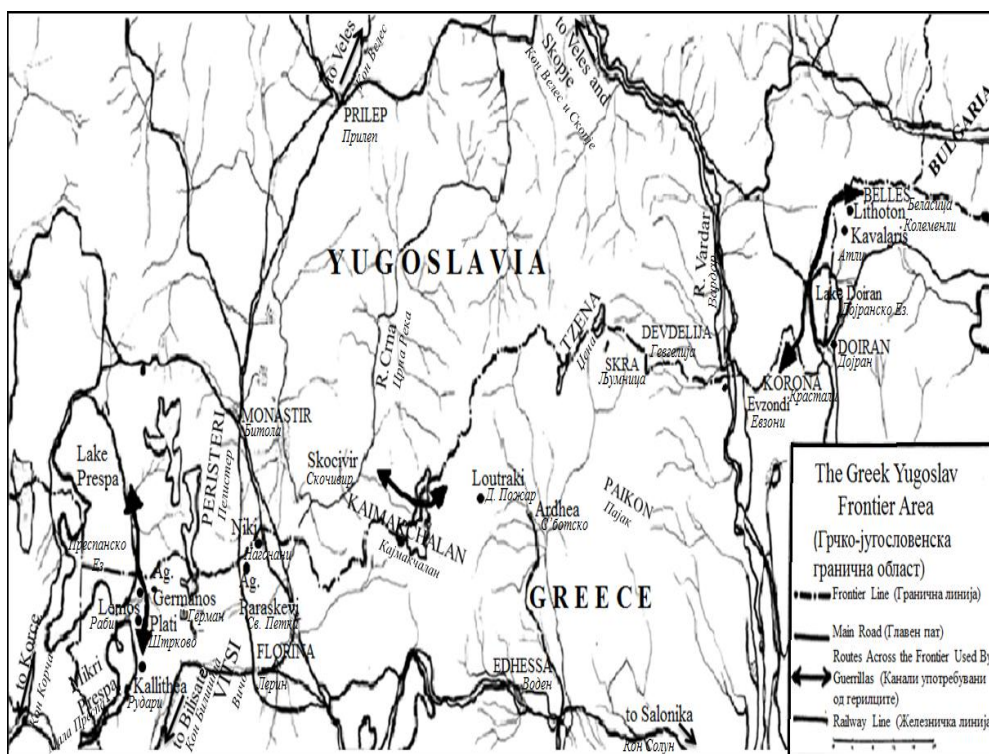 to Veles
Кон Велес
to Veles and
Skopje
Кон Велес и Скопје
PRILEP
Прилеп
BULGARIA
BELLES
Беласица
Lithoton
Колеменли
Kavalaris
Атли
YUGOSLAVIA
R. Vardar
Вардар
R. Crna
Црна Река
Lake Doiran
Дојранско Ез.
TZENA
Цена
DEVDELIJA
Гевгелија
SKRA
Љумница
DOIRAN
Дојран
KORONA
Крастали
Evzondi
Евзони
MONASTIR
Битола
PERISTERI
Пелистер
Lake
Prespa
Преспанско
Ез.
Skocivir
Скочивир
KAIMAKCHALAN
Кајмакчалан
Loutraki
Д. Пожар
Ardhea
С'ботско
PAIKON
Пајак
Niki
Негочани
Ag.
Germanos
Герман
Ag.
Paraskevi
Св. Петка
GREECE
Lemos
Раби
Plati
Штрково
VITSI
Вичо
FLORINA
Лерин
EDHESSA
Воден
to Korce
Кон Корча
Mikri
Prespa
Мала Преспа
Kallithea
Рудари
to Bilisate
Кон Билишта
to Salonika
Кон Солун
The Greek Yugoslav
Frontier Area
(Грчко-југословенска
гранична област)
Frontier Line (Гранична линија)
Main Road (Главен пат)
Routes Across the Frontier Used By
Guerrillas (Канали употребувани
од герилците)
Railway Line (Железничка линија)